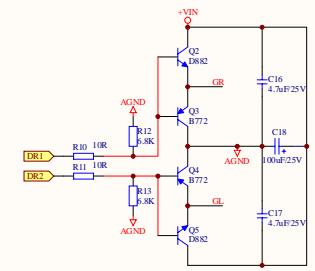 +VIN
Q2
D882
GR
C16
4.7uF/25V
AGND
Q3
B772
R12
6.8K
C18
R10 10R
DR1
AGND
100uF/25V
R11 10R
DR2
Q4
B772
R13
6.8K
GL
C17
4.7uF/25V
AGND
Q5
D882